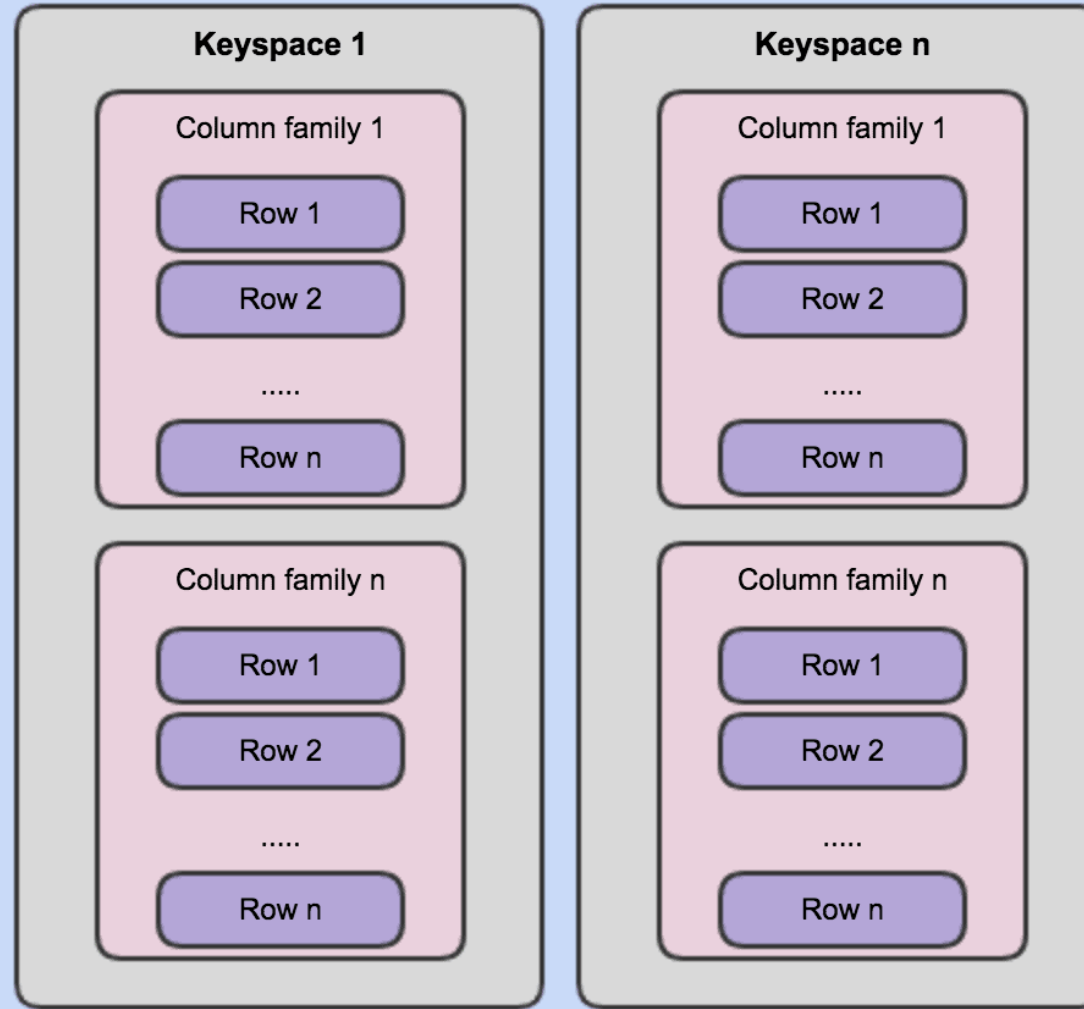 Keyspace 1
Column family 1
Row 1
Row 2
.....
Row n
Column family n
Row 1
Row 2
.....
Row n
Keyspace n
Column family 1
Row 1
Row 2
.....
Row n
Column family n
Row 1
Row 2
.....
Row n